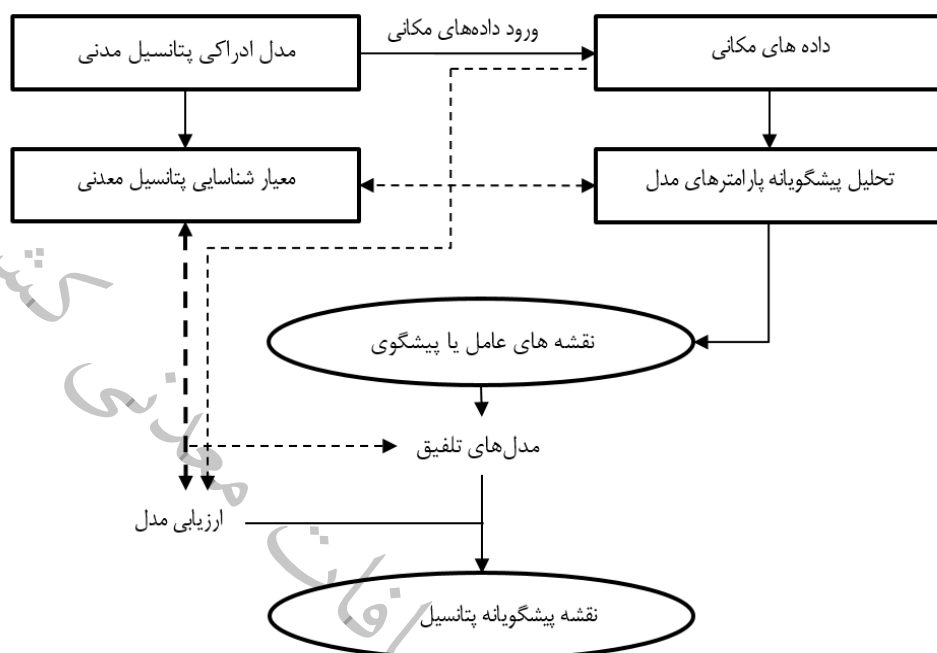 مدل ادراکی پتانسیل مدنی
ورود داده‌های مکانی
داده های مکانی
معیار شناسایی پتانسیل معدنی
تحلیل پیشگویانه پارامترهای مدل
نقشه های عامل یا پیشگوی
مدل‌های تلفیق
ارزیابی مدل
نقشه پیشگویانه پتانسیل
معدنی